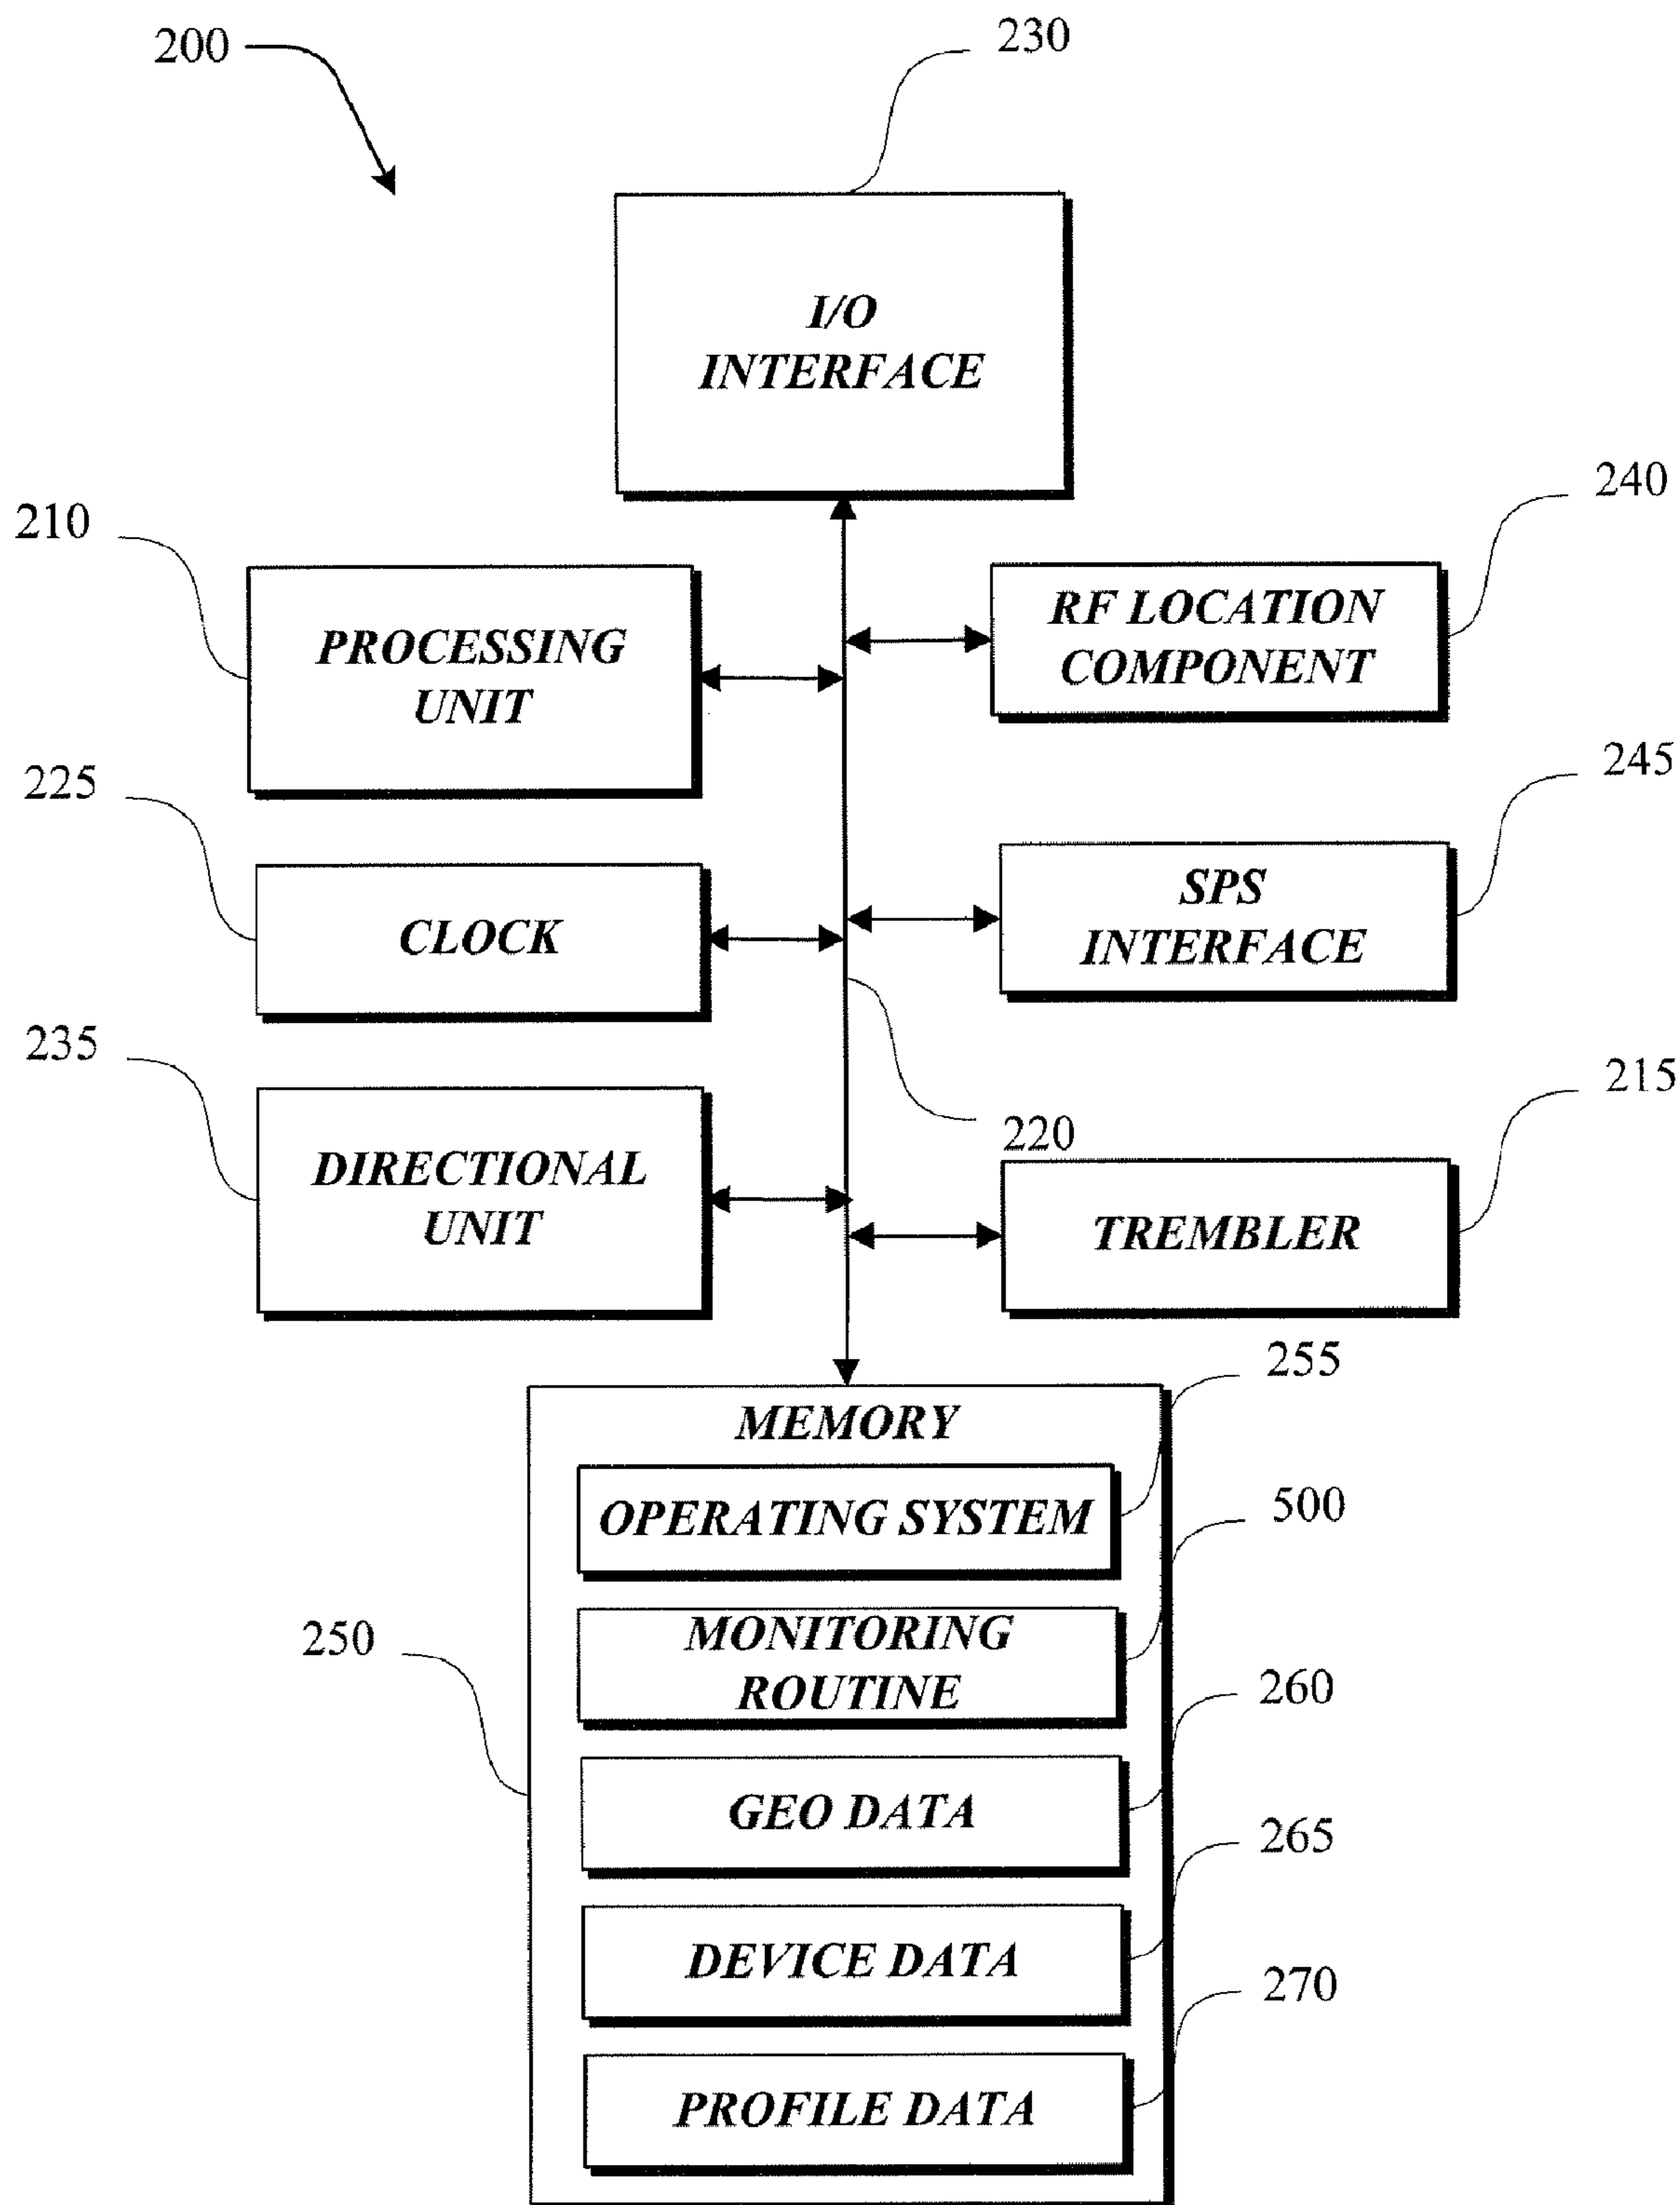 200
230
I/O
INTERFACE
210
240
PROCESSING
UNIT
RF LOCATION
COMPONENT
225
245
CLOCK
SPS
INTERFACE
235
215
DIRECTIONAL
UNIT
220
TREMBLER
255
MEMORY
OPERATING SYSTEM
500
MONITORING
ROUTINE
250
260
GEO DATA
265
DEVICE DATA
270
PROFILE DATA